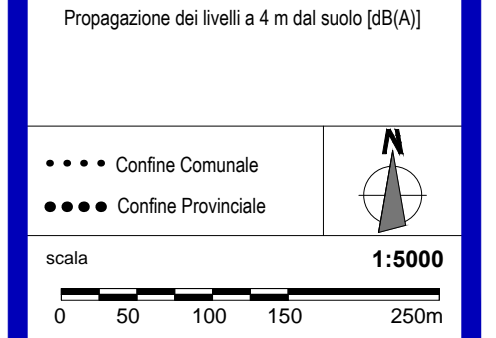 Propagazione dei livelli a 4 m dal suolo [dB(A)]
N
Confine Comunale
Confine Provinciale
scala 1:5000
0 50 100 150 250m